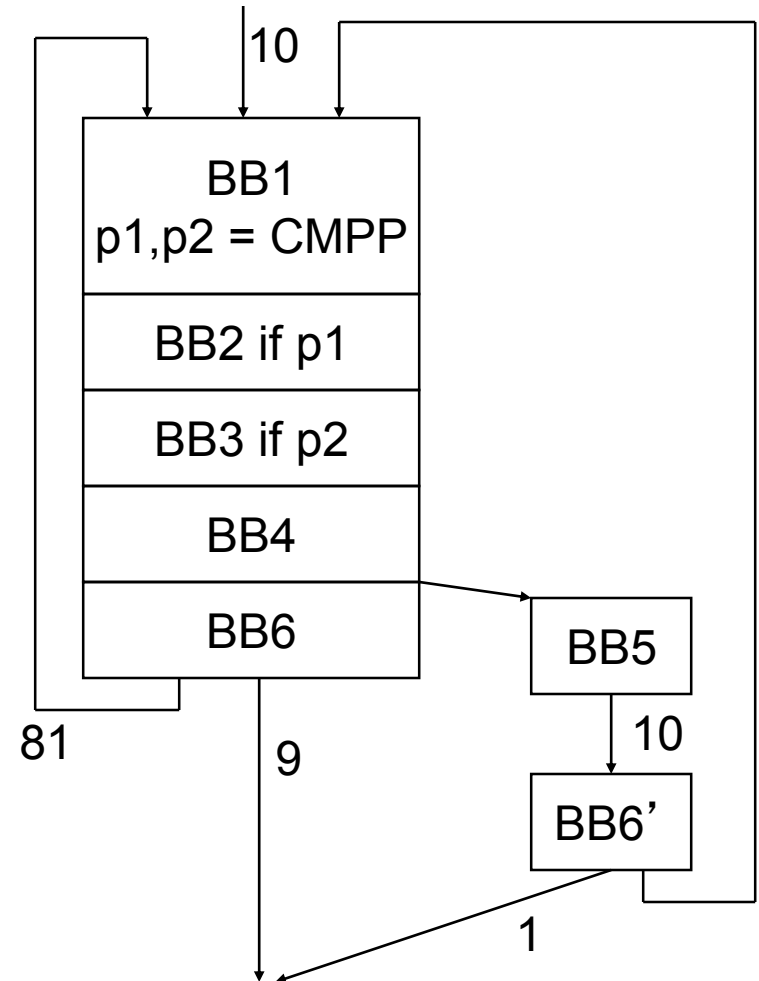 10
BB1
p1,p2 = CMPP
BB2 if p1
BB3 if p2
BB4
BB6
BB5
81
9
10
BB6’
1